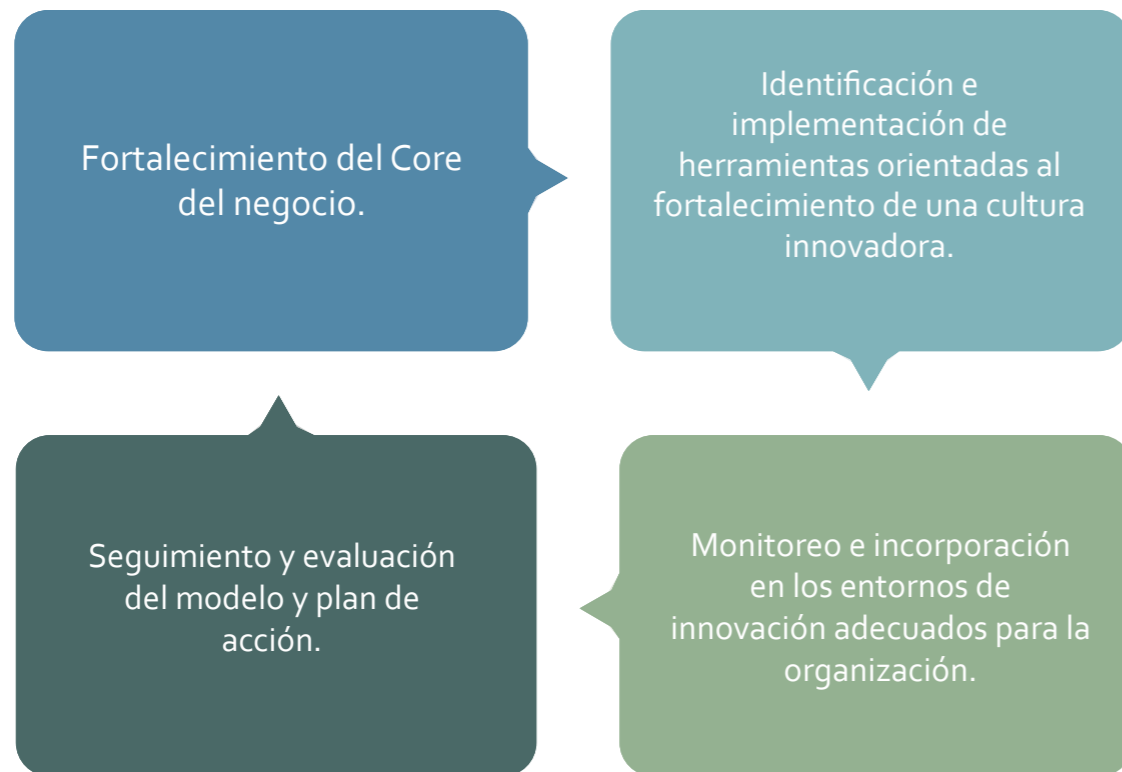 Fortalecimiento del Core
del negocio.
Identificación e
implementación de
herramientas orientadas al
fortalecimiento de una cultura
innovadora.
Seguimiento y evaluación
del modelo y plan de
acción.
Monitoreo e incorporación
en los entornos de
innovación adecuados para la
organización.